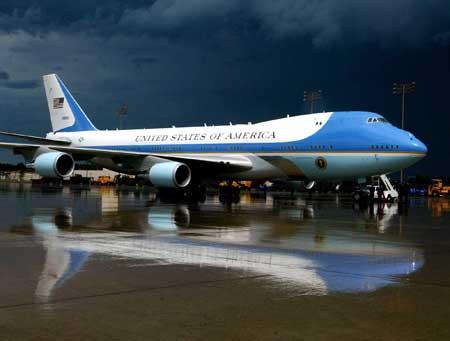 UNITED STATES OF AMERICA